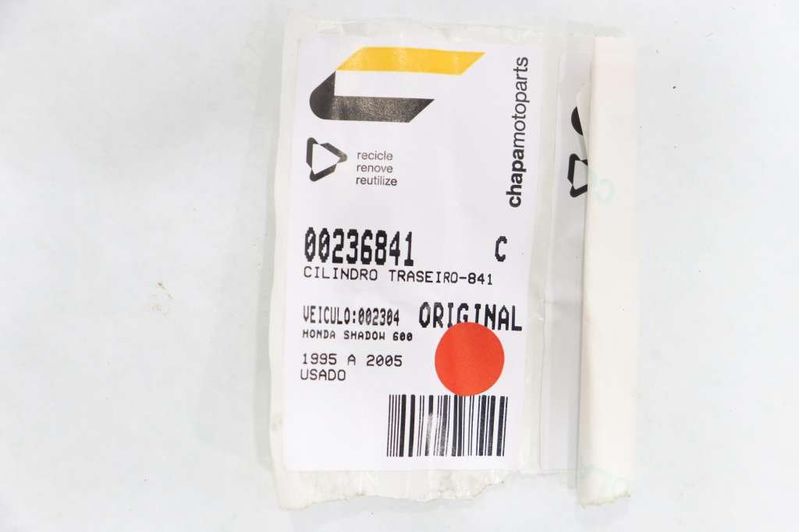 chapamotoparts
recicle
renove
reutilize
00236841 C
CILINDRO TRASEIRO-841
VEICULO:002304 ORIGINAL
HONDA SHADOW 600
1995 A 2005
USADO